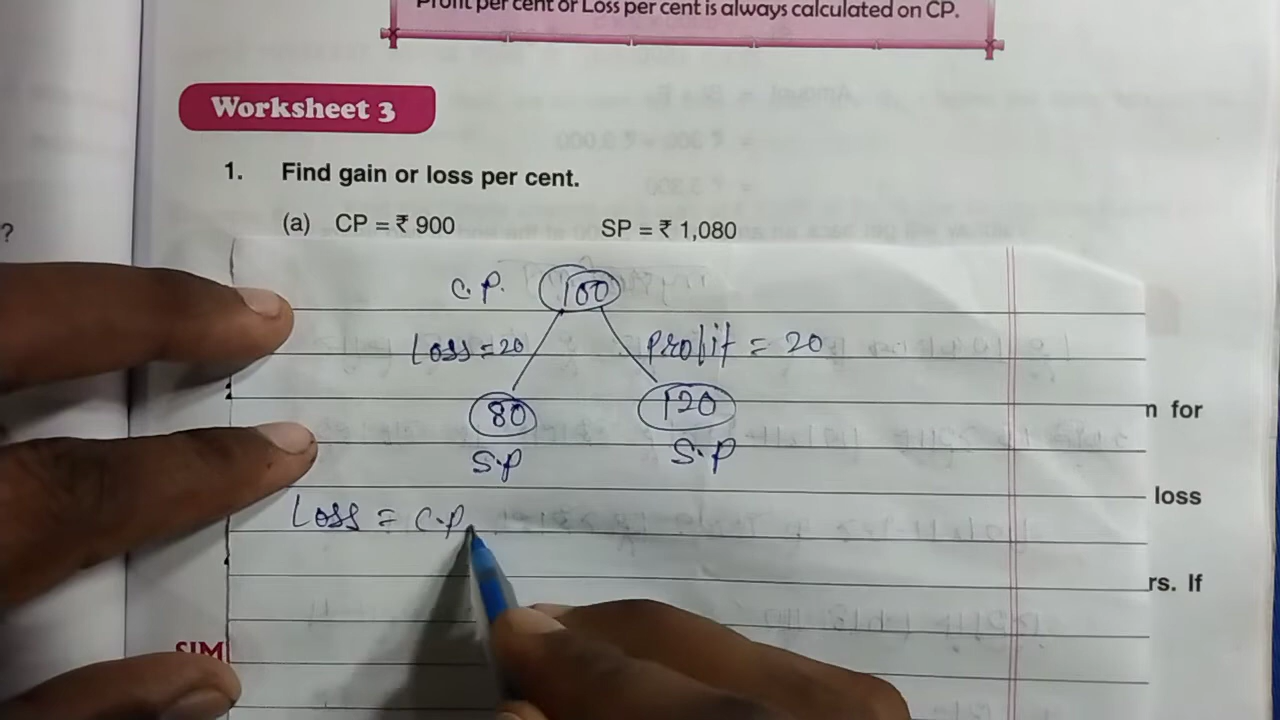 Profit per cent or Loss per cent is always calculated on CP.
Worksheet 3
1. Find gain or loss per cent.
(a) CP = ₹ 900 SP = ₹ 1,080
?
C.P. 100
Loss = 20 Profit = 20
80 120
S.P S.P
n for
loss
Loss = C.P
rs. If
SIM